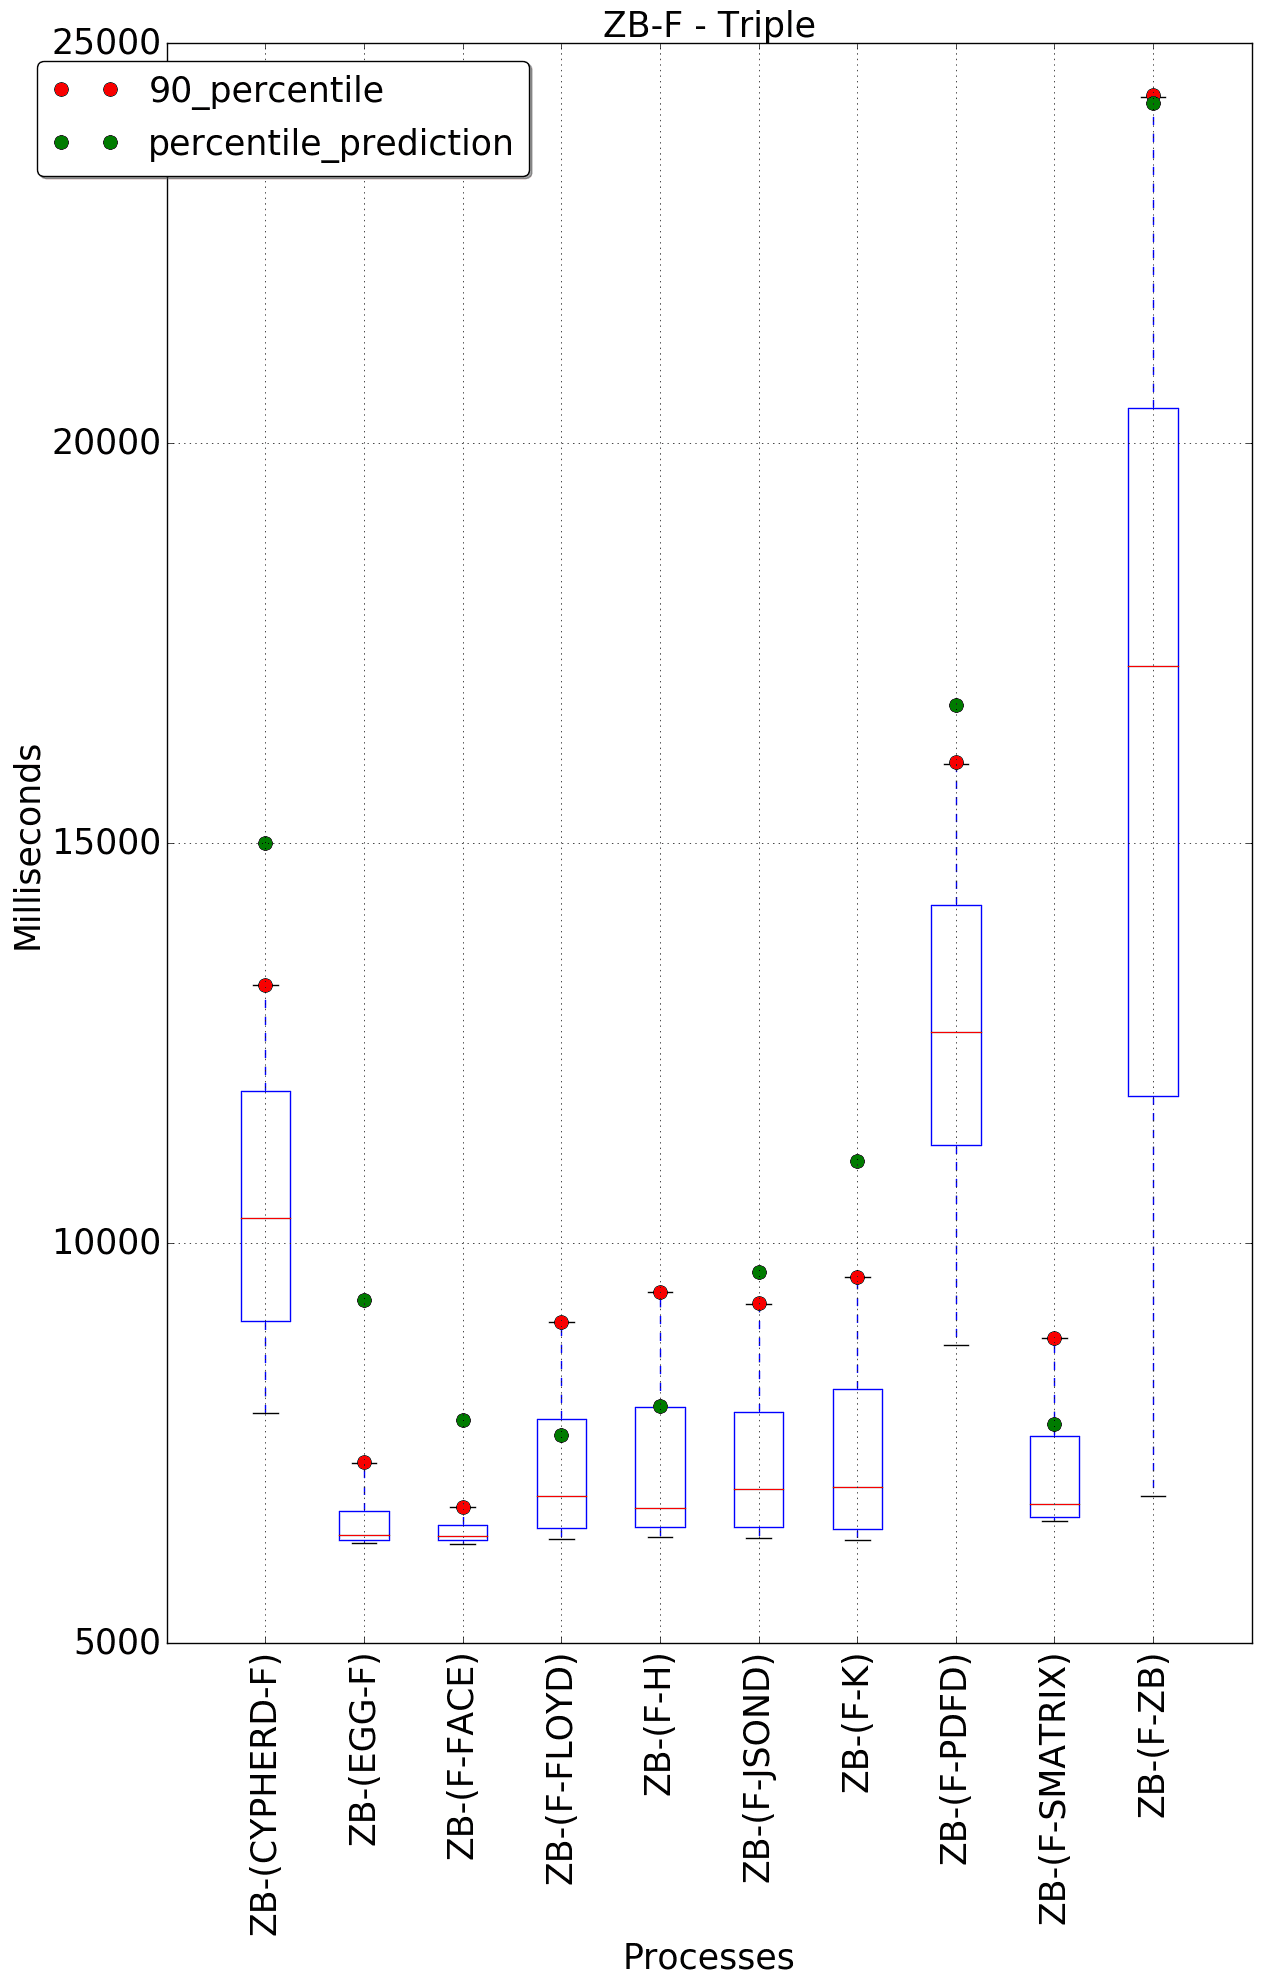 ZB-F - Triple
90_percentile
percentile_prediction
25000
20000
15000
10000
5000
Milliseconds
ZB-(CYPHERD-F)
ZB-(EGG-F)
ZB-(F-FACE)
ZB-(F-FLOYD)
ZB-(F-H)
ZB-(F-JSOND)
ZB-(F-K)
ZB-(F-PDFD)
ZB-(F-SMATRIX)
ZB-(F-ZB)
Processes